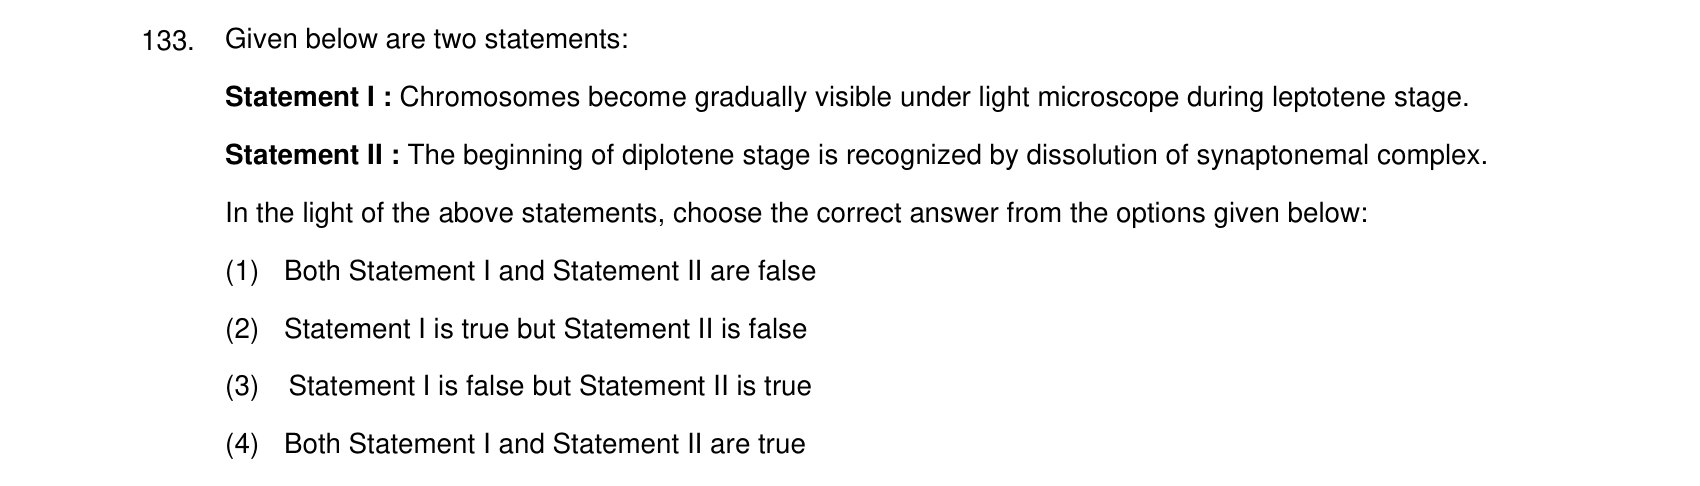 133. Given below are two statements:
Statement I : Chromosomes become gradually visible under light microscope during leptotene stage.
Statement II : The beginning of diplotene stage is recognized by dissolution of synaptonemal complex.
In the light of the above statements, choose the correct answer from the options given below:
(1) Both Statement I and Statement II are false
(2) Statement I is true but Statement II is false
(3) Statement I is false but Statement II is true
(4) Both Statement I and Statement II are true